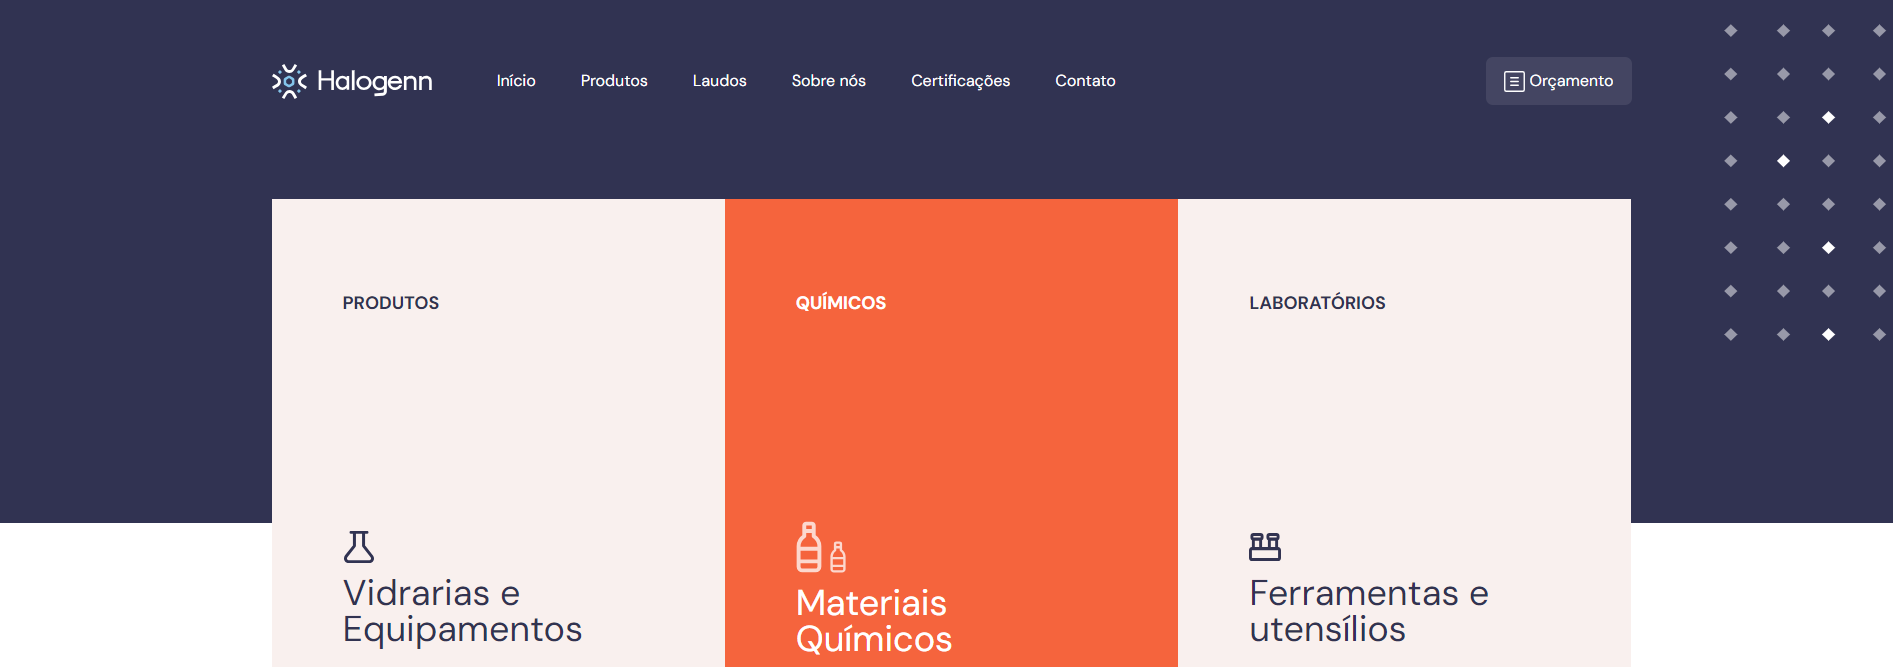 Halogenn
Início
Produtos
Laudos
Sobre nós
Certificações
Contato
Orçamento
PRODUTOS
Vidrarias e
Equipamentos
QUÍMICOS
Materiais
Químicos
LABORATÓRIOS
Ferramentas e
utensílios